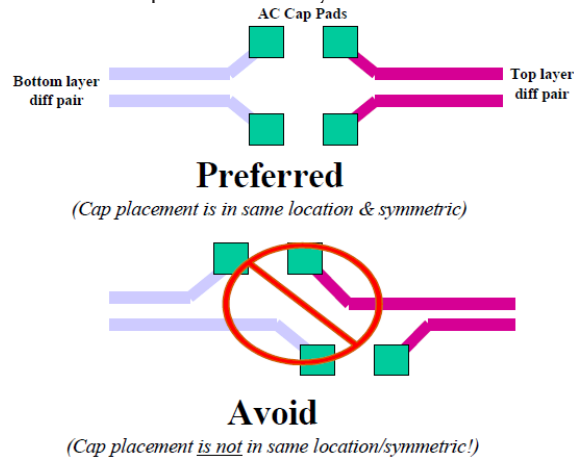 AC Cap Pads
Bottom layer
diff pair
Top layer
diff pair
Preferred
(Cap placement is in same location & symmetric)
Avoid
(Cap placement is not in same location/symmetric!)